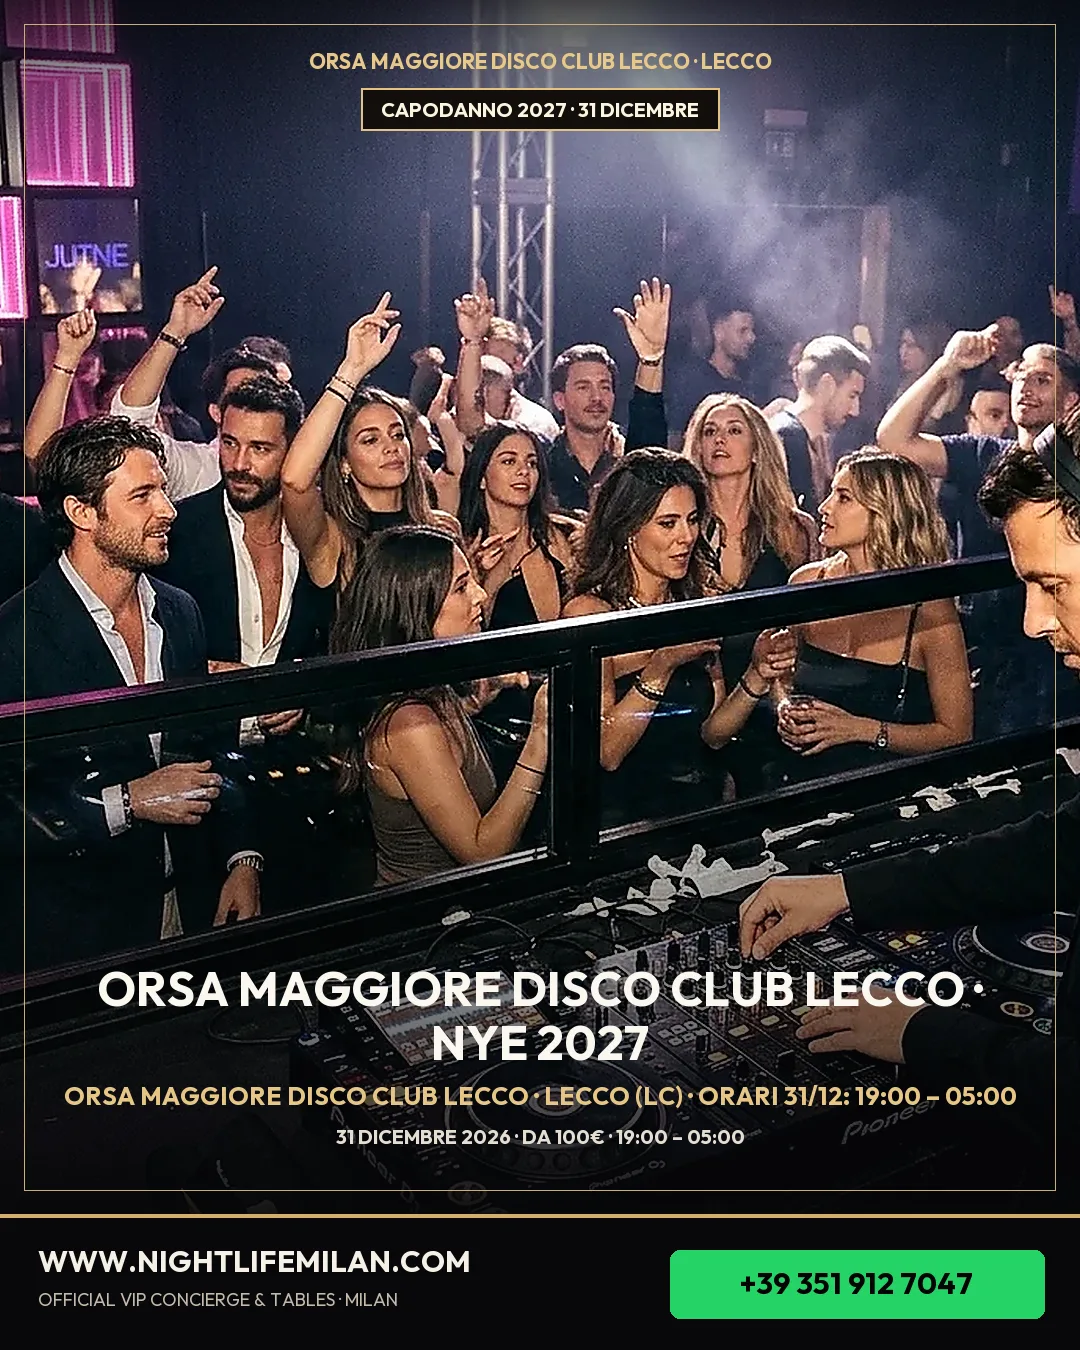 ORSA MAGGIORE DISCO CLUB LECCO · LECCO
CAPODANNO 2027 · 31 DICEMBRE
JUTNE
ORSA MAGGIORE DISCO CLUB LECCO ·
NYE 2027
ORSA MAGGIORE DISCO CLUB LECCO · LECCO (LC) · ORARI 31/12: 19:00 – 05:00
31 DICEMBRE 2026 · DA 100€ · 19:00 – 05:00
Pioneer
WWW.NIGHTLIFEMILAN.COM
OFFICIAL VIP CONCIERGE & TABLES · MILAN
+39 351 912 7047